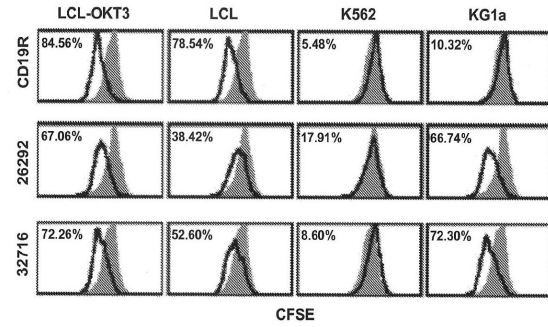 LCL-OKT3 LCL K562 KG1a
CD19R 84.56% 78.54% 5.48% 10.32%
26292 67.06% 38.42% 17.91% 66.74%
32716 72.26% 52.60% 8.60% 72.30%
CFSE